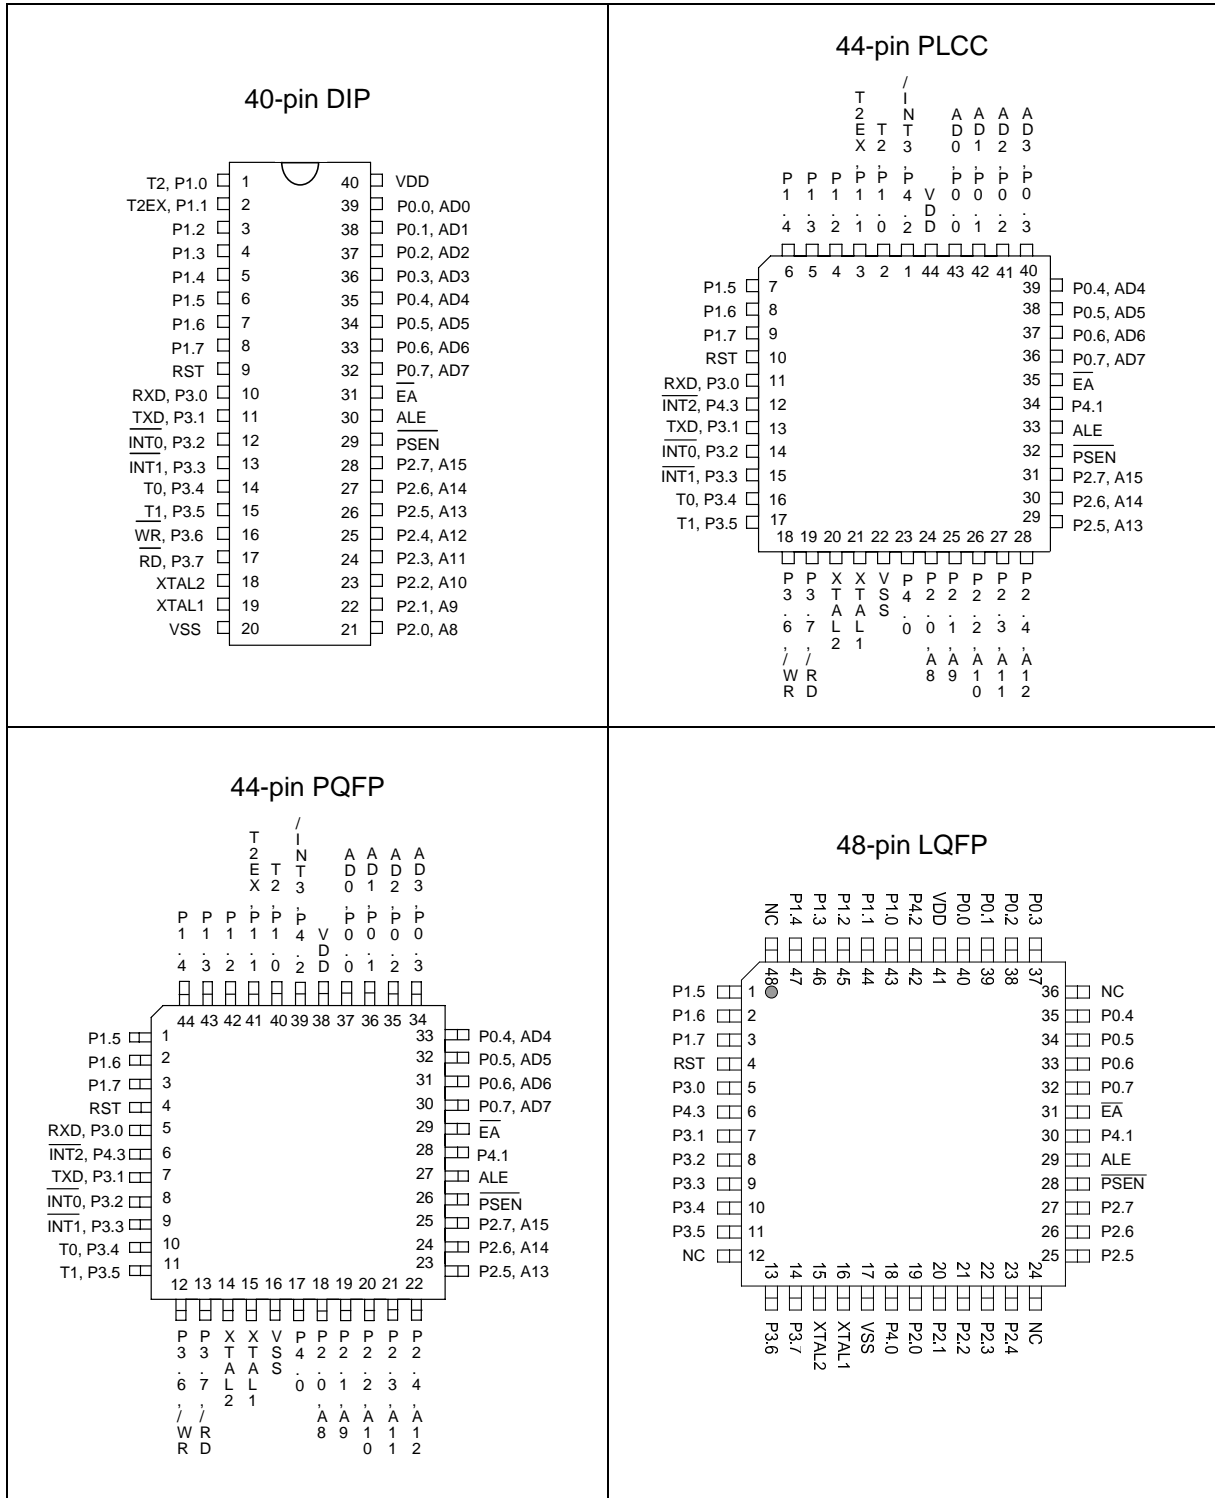 40-pin DIP
T2, P1.0 1 40 VDD
T2EX, P1.1 2 39 P0.0, AD0
P1.2 3 38 P0.1, AD1
P1.3 4 37 P0.2, AD2
P1.4 5 36 P0.3, AD3
P1.5 6 35 P0.4, AD4
P1.6 7 34 P0.5, AD5
P1.7 8 33 P0.6, AD6
RST 9 32 P0.7, AD7
RXD, P3.0 10 31 EA
TXD, P3.1 11 30 ALE
INT0, P3.2 12 29 PSEN
INT1, P3.3 13 28 P2.7, A15
T0, P3.4 14 27 P2.6, A14
T1, P3.5 15 26 P2.5, A13
WR, P3.6 16 25 P2.4, A12
RD, P3.7 17 24 P2.3, A11
XTAL2 18 23 P2.2, A10
XTAL1 19 22 P2.1, A9
VSS 20 21 P2.0, A8
44-pin PLCC
P1.4
P1.3
P1.2
T2EX,P1.1
T2,P1.0
/INT3,P4.2
VDD
AD0,P0.0
AD1,P0.1
AD2,P0.2
AD3,P0.3
6 5 4 3 2 1 44 43 42 41 40
P1.5 7 39 P0.4, AD4
P1.6 8 38 P0.5, AD5
P1.7 9 37 P0.6, AD6
RST 10 36 P0.7, AD7
RXD, P3.0 11 35 EA
INT2, P4.3 12 34 P4.1
TXD, P3.1 13 33 ALE
INT0, P3.2 14 32 PSEN
INT1, P3.3 15 31 P2.7, A15
T0, P3.4 16 30 P2.6, A14
T1, P3.5 17 29 P2.5, A13
18 19 20 21 22 23 24 25 26 27 28
P3.6,/WR
P3.7,/RD
XTAL2
XTAL1
VSS
P4.0
P2.0,A8
P2.1,A9
P2.2,A10
P2.3,A11
P2.4,A12
44-pin PQFP
P1.4
P1.3
P1.2
T2EX,P1.1
T2,P1.0
/INT3,P4.2
VDD
AD0,P0.0
AD1,P0.1
AD2,P0.2
AD3,P0.3
44 43 42 41 40 39 38 37 36 35 34
P1.5 1 33 P0.4, AD4
P1.6 2 32 P0.5, AD5
P1.7 3 31 P0.6, AD6
RST 4 30 P0.7, AD7
RXD, P3.0 5 29 EA
INT2, P4.3 6 28 P4.1
TXD, P3.1 7 27 ALE
INT0, P3.2 8 26 PSEN
INT1, P3.3 9 25 P2.7, A15
T0, P3.4 10 24 P2.6, A14
T1, P3.5 11 23 P2.5, A13
12 13 14 15 16 17 18 19 20 21 22
P3.6,/WR
P3.7,/RD
XTAL2
XTAL1
VSS
P4.0
P2.0,A8
P2.1,A9
P2.2,A10
P2.3,A11
P2.4,A12
48-pin LQFP
NC P1.4 P1.3 P1.2 P1.1 P1.0 P4.2 VDD P0.0 P0.1 P0.2 P0.3
48 47 46 45 44 43 42 41 40 39 38 37
P1.5 1 36 NC
P1.6 2 35 P0.4
P1.7 3 34 P0.5
RST 4 33 P0.6
P3.0 5 32 P0.7
P4.3 6 31 EA
P3.1 7 30 P4.1
P3.2 8 29 ALE
P3.3 9 28 PSEN
P3.4 10 27 P2.7
P3.5 11 26 P2.6
NC 12 25 P2.5
13 14 15 16 17 18 19 20 21 22 23 24
P3.6 P3.7 XTAL2 XTAL1 VSS P4.0 P2.0 P2.1 P2.2 P2.3 P2.4 NC